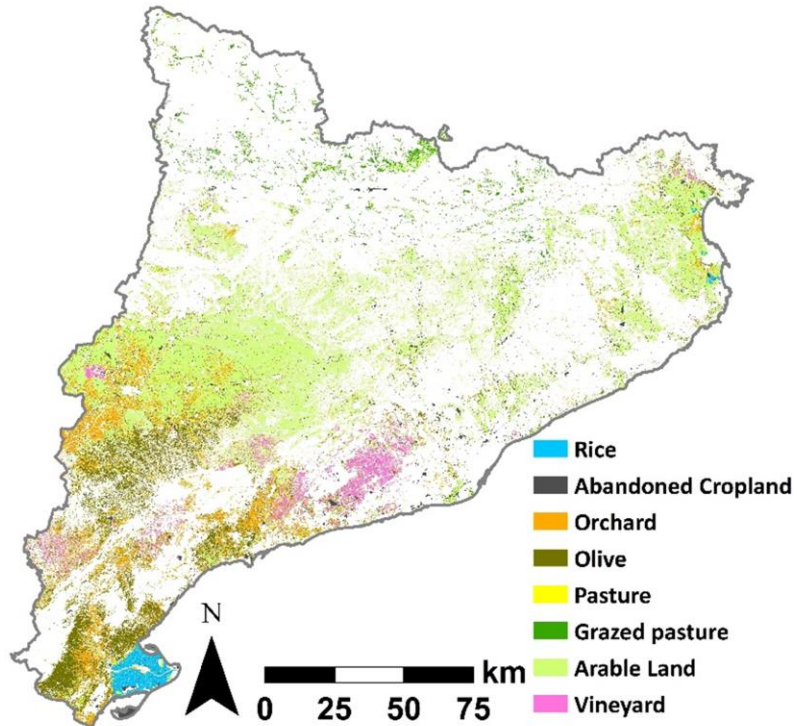 Rice
Abandoned Cropland
Orchard
Olive
Pasture
Grazed pasture
Arable Land
Vineyard
N
km
0 25 50 75